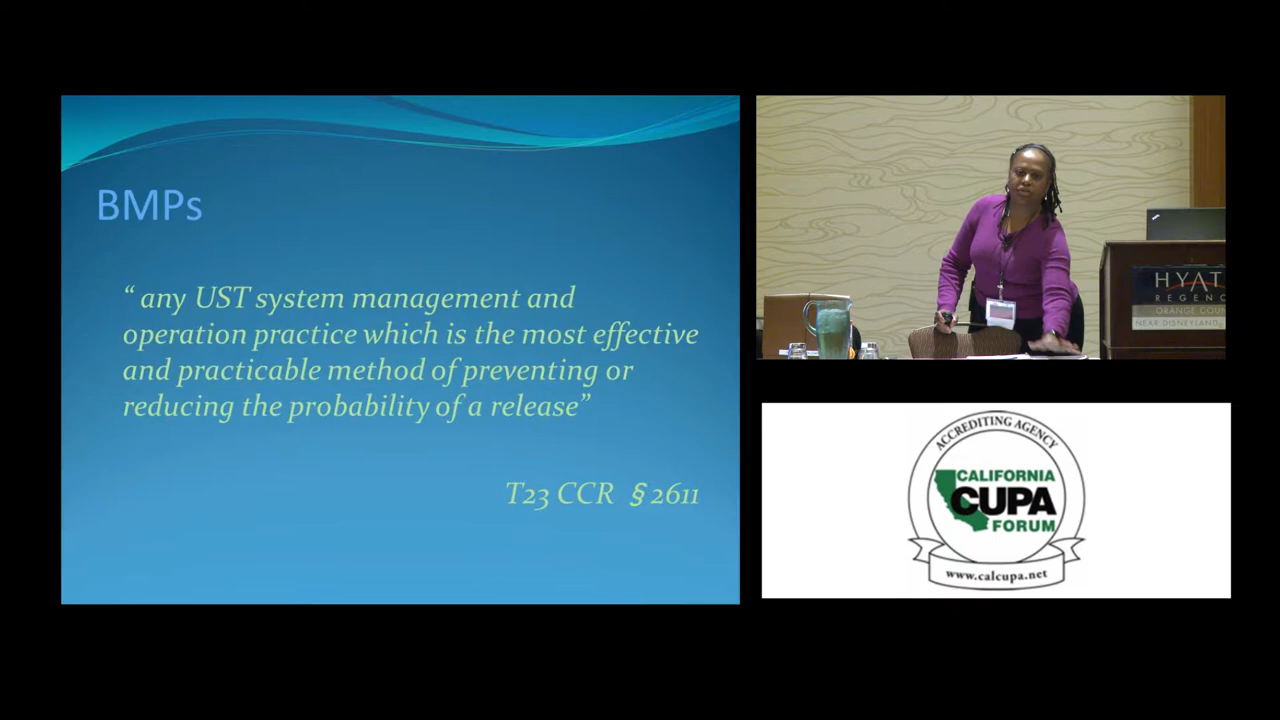 BMPs
“ any UST system management and
operation practice which is the most effective
and practicable method of preventing or
reducing the probability of a release”
T23 CCR § 2611
HYAT
REGENC
ORANGE COUN
NEAR DISNEYLAND
ACCREDITING AGENCY
CALIFORNIA
CUPA
FORUM
www.calcupa.net